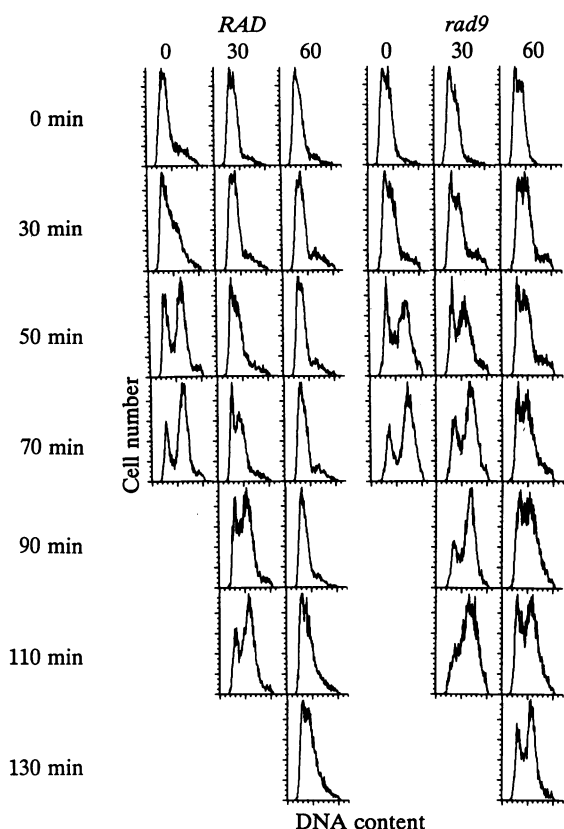 RAD rad9
0 30 60 0 30 60
0 min
30 min
50 min
70 min
90 min
110 min
130 min
Cell number
DNA content